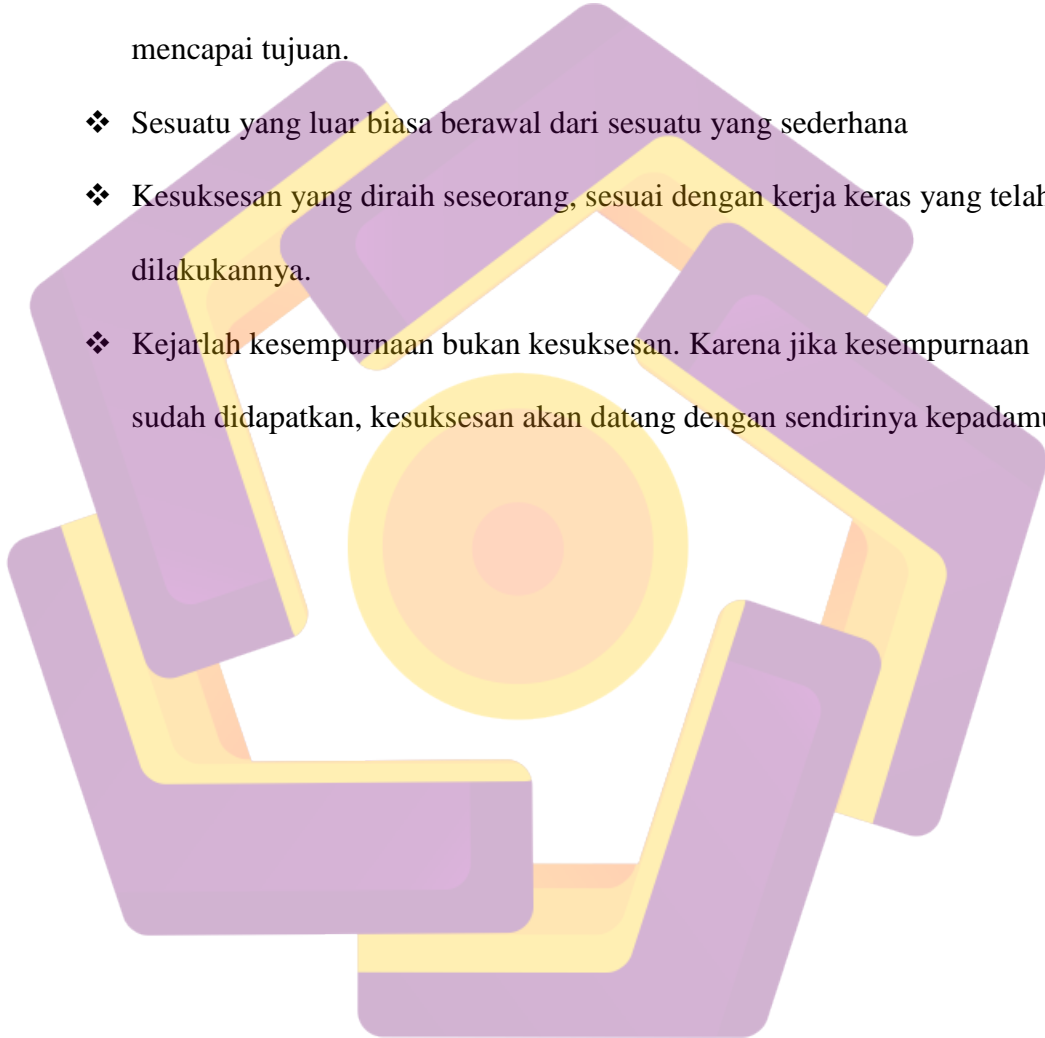 mencapai tujuan.
❖ Sesuatu yang luar biasa berawal dari sesuatu yang sederhana
❖ Kesuksesan yang diraih seseorang, sesuai dengan kerja keras yang telah
dilakukannya.
❖ Kejarlah kesempurnaan bukan kesuksesan. Karena jika kesempurnaan
sudah didapatkan, kesuksesan akan datang dengan sendirinya kepadamu